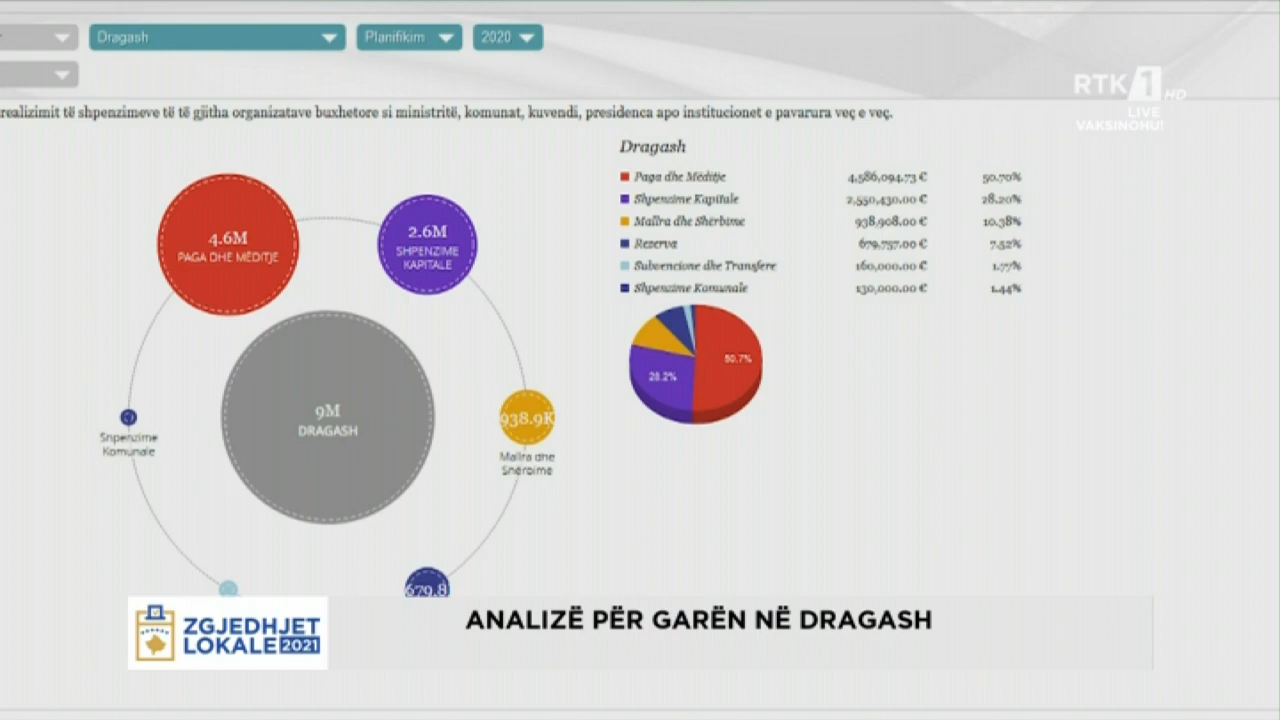 Dragash
Planifikim
2020
realizimit të shpenzimeve të të gjitha organizatave buxhetore si ministritë, komunat, kuvendi, presidenca apo institucionet e pavarura veç e veç.
RTK1 HD
LIVE
VAKSINOHU!
Dragash
Paga dhe Mëditje 4,586,094.73 € 50.70%
Shpenzime Kapitale 2,550,430.00 € 28.20%
Mallra dhe Shërbime 938,908.00 € 10.38%
Rezerva 679,757.00 € 7.52%
Subvencione dhe Transfere 160,000.00 € 1.77%
Shpenzime Komunale 130,000.00 € 1.44%
4.6M
PAGA DHE MËDITJE
2.6M
SHPENZIME
KAPITALE
50.7%
28.2%
9M
DRAGASH
938.9K
Mallra dhe
Shërbime
Shpenzime
Komunale
679.8
ZGJEDHJET
LOKALE 2021
ANALIZË PËR GARËN NË DRAGASH